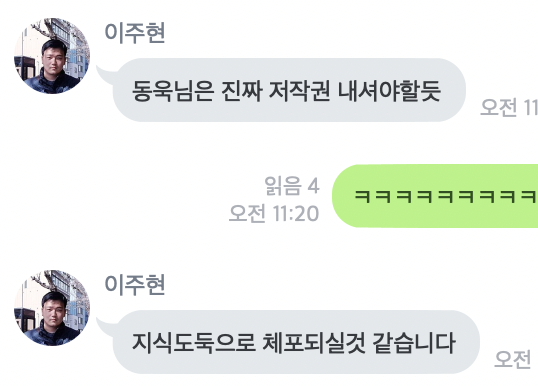 이주현
동욱님은 진짜 저작권 내셔야할듯
오전 11
읽음 4
오전 11:20
ㅋㅋㅋㅋㅋㅋㅋㅋㅋ
이주현
지식도둑으로 체포되실것 같습니다
오전